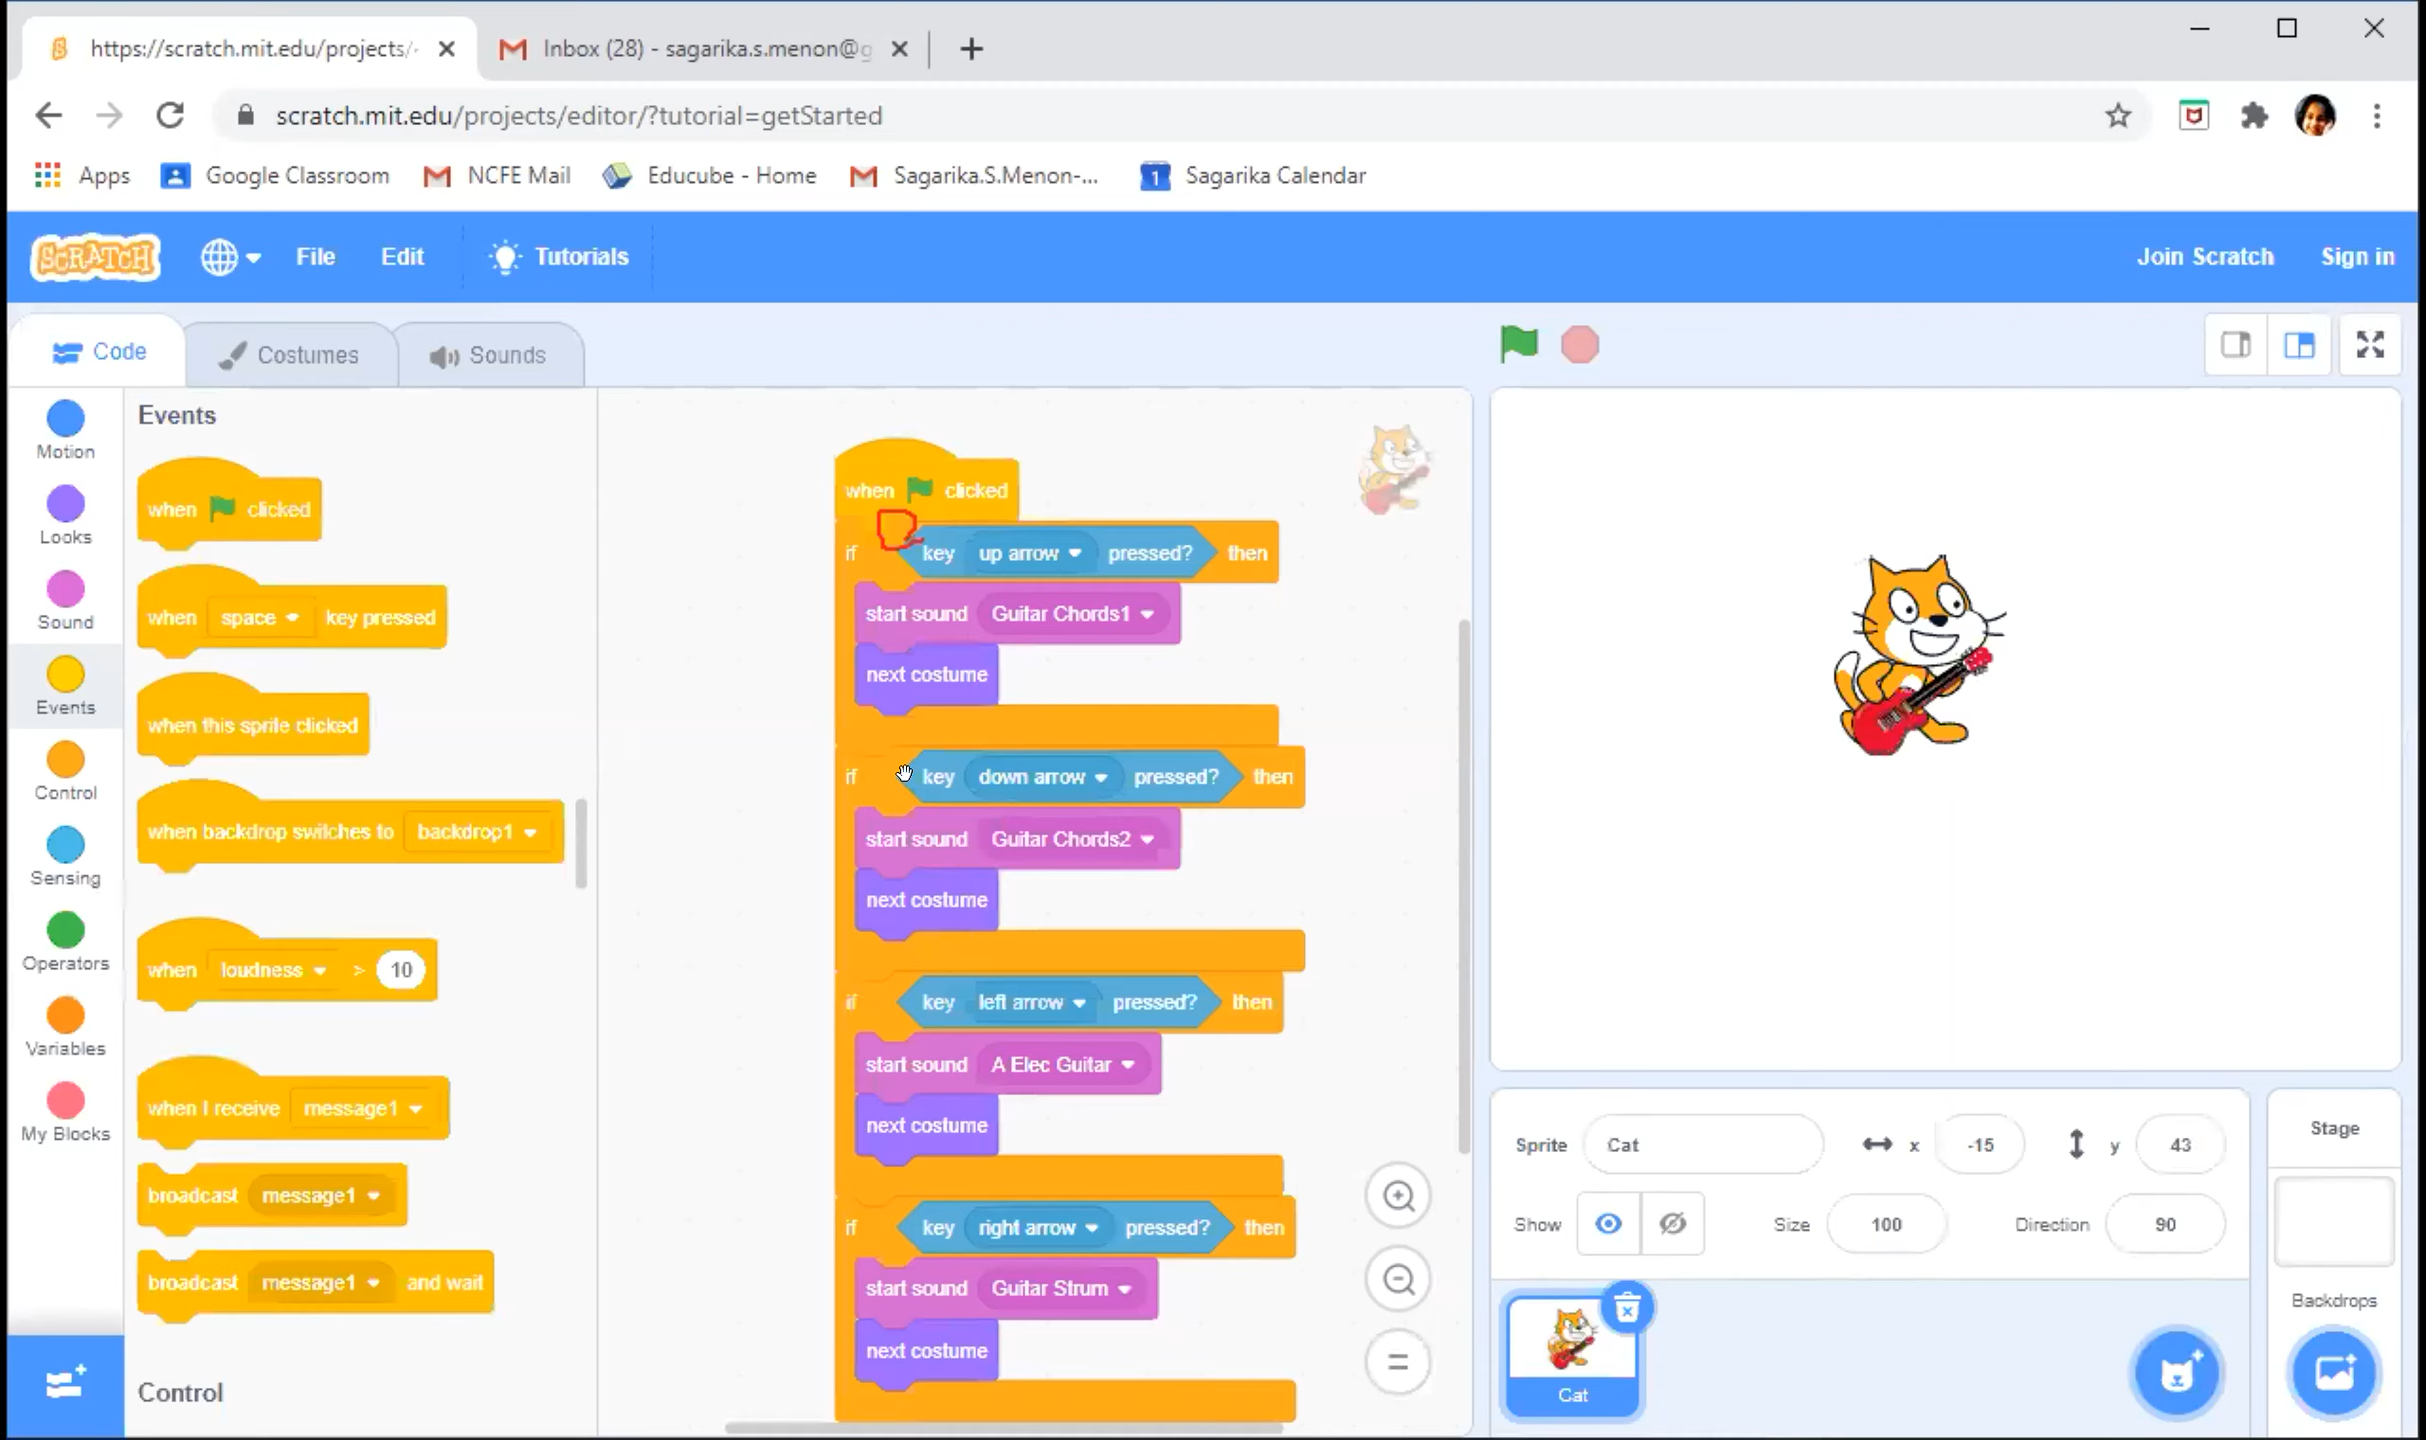 https://scratch.mit.edu/projects/
Inbox (28) - sagarika.s.menon@g
scratch.mit.edu/projects/editor/?tutorial=getStarted
Apps
Google Classroom
NCFE Mail
Educube - Home
Sagarika.S.Menon-...
1
Sagarika Calendar
SCRATCH
File
Edit
Tutorials
Join Scratch
Sign in
Code
Costumes
Sounds
Motion
Looks
Sound
Events
Control
Sensing
Operators
Variables
My Blocks
Events
when clicked
when space key pressed
when this sprite clicked
when backdrop switches to backdrop1
when loudness > 10
when I receive message1
broadcast message1
broadcast message1 and wait
Control
when clicked
if key up arrow pressed? then
start sound Guitar Chords1
next costume
if key down arrow pressed? then
start sound Guitar Chords2
next costume
if key left arrow pressed? then
start sound A Elec Guitar
next costume
if key right arrow pressed? then
start sound Guitar Strum
next costume
Sprite Cat x -15 y 43
Show Size 100 Direction 90
Cat
Stage
Backdrops